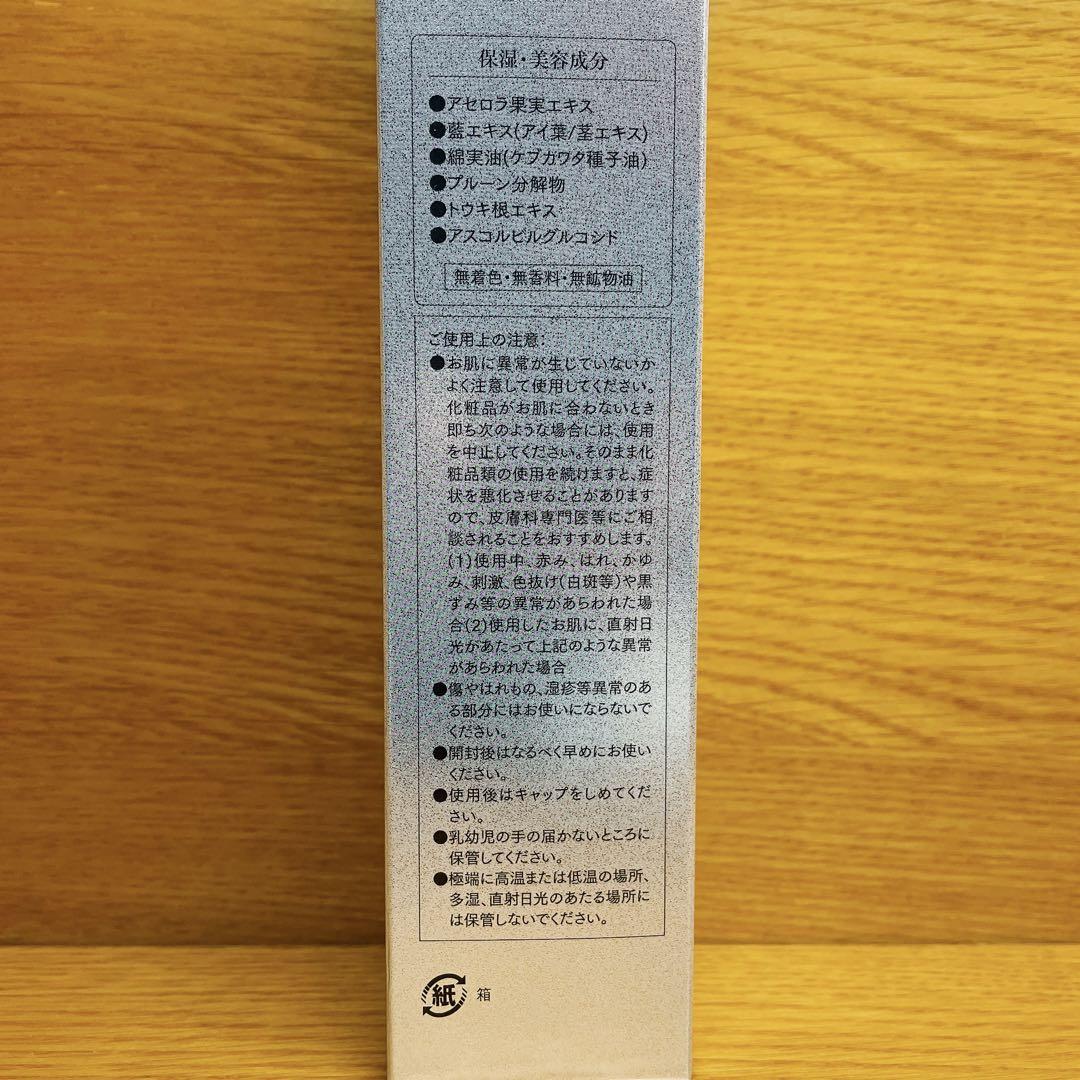 保湿・美容成分
●アセロラ果実エキス
●藍エキス(アイ葉/茎エキス)
●綿実油(ケブカワタ種子油)
●プルーン分解物
●トウキ根エキス
●アスコルビルグルコシド
無着色・無香料・無鉱物油
ご使用上の注意:
●お肌に異常が生じていないか
よく注意して使用してください。
化粧品がお肌に合わないとき
即ち次のような場合には、使用
を中止してください。そのまま化
粧品類の使用を続けますと、症
状を悪化させることがあります
ので、皮膚科専門医等にご相
談されることをおすすめします。
(1)使用中、赤み、はれ、かゆ
み、刺激、色抜け(白斑等)や黒
ずみ等の異常があらわれた場
合(2)使用したお肌に、直射日
光があたって上記のような異常
があらわれた場合
●傷やはれもの、湿疹等異常のあ
る部分にはお使いにならないで
ください。
●開封後はなるべく早めにお使い
ください。
●使用後はキャップをしめてくだ
さい。
●乳幼児の手の届かないところに
保管してください。
●極端に高温または低温の場所、
多湿、直射日光のあたる場所に
は保管しないでください。
紙 箱